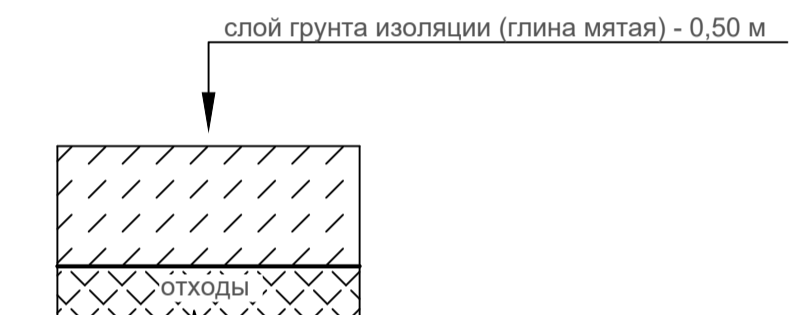 слой грунта изоляции (глина мятая) - 0,50 м
отходы